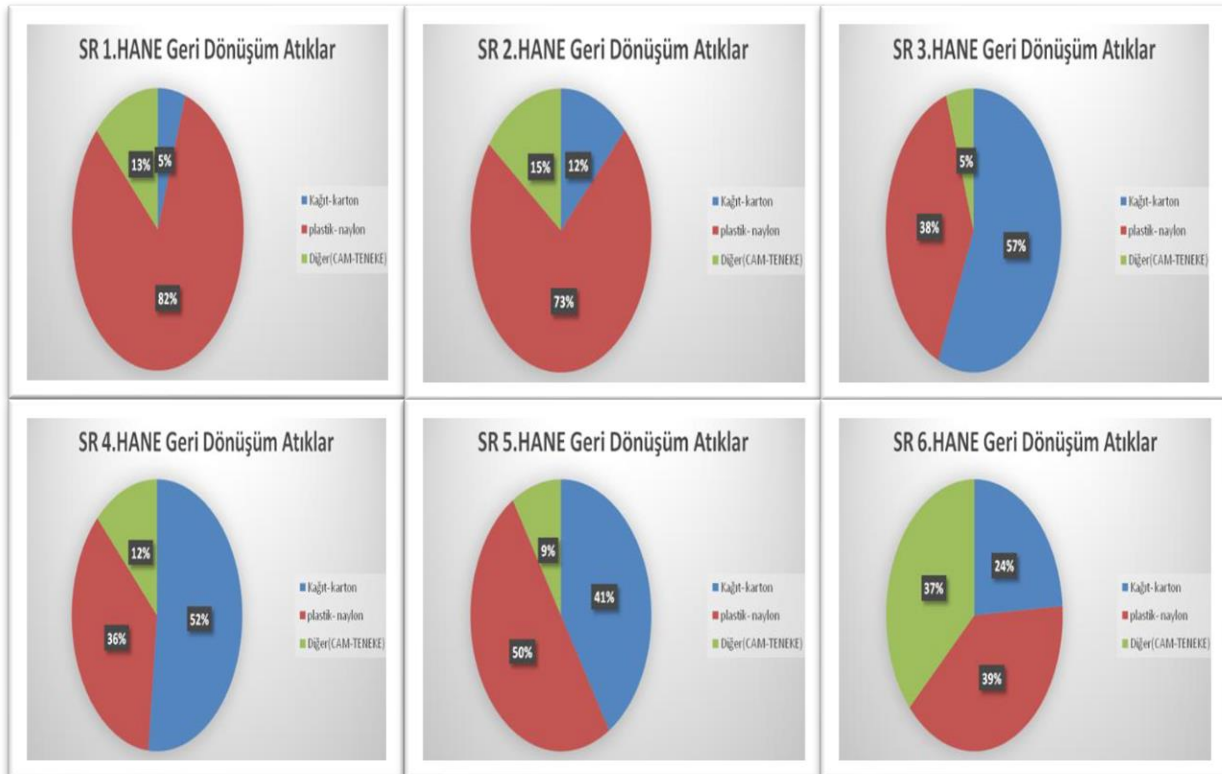 SR 1.HANE Geri Dönüşüm Atıklar
13%
5%
82%
Kağıt-karton
plastik- naylon
Diğer(CAM-TENEKE)
SR 2.HANE Geri Dönüşüm Atıklar
15%
12%
73%
Kağıt-karton
plastik- naylon
Diğer(CAM-TENEKE)
SR 3.HANE Geri Dönüşüm Atıklar
5%
38%
57%
Kağıt-karton
plastik- naylon
Diğer(CAM-TENEKE)
SR 4.HANE Geri Dönüşüm Atıklar
12%
52%
36%
Kağıt-karton
plastik- naylon
Diğer(CAM-TENEKE)
SR 5.HANE Geri Dönüşüm Atıklar
9%
41%
50%
Kağıt-karton
plastik- naylon
Diğer(CAM-TENEKE)
SR 6.HANE Geri Dönüşüm Atıklar
24%
37%
39%
Kağıt-karton
plastik- naylon
Diğer(CAM-TENEKE)